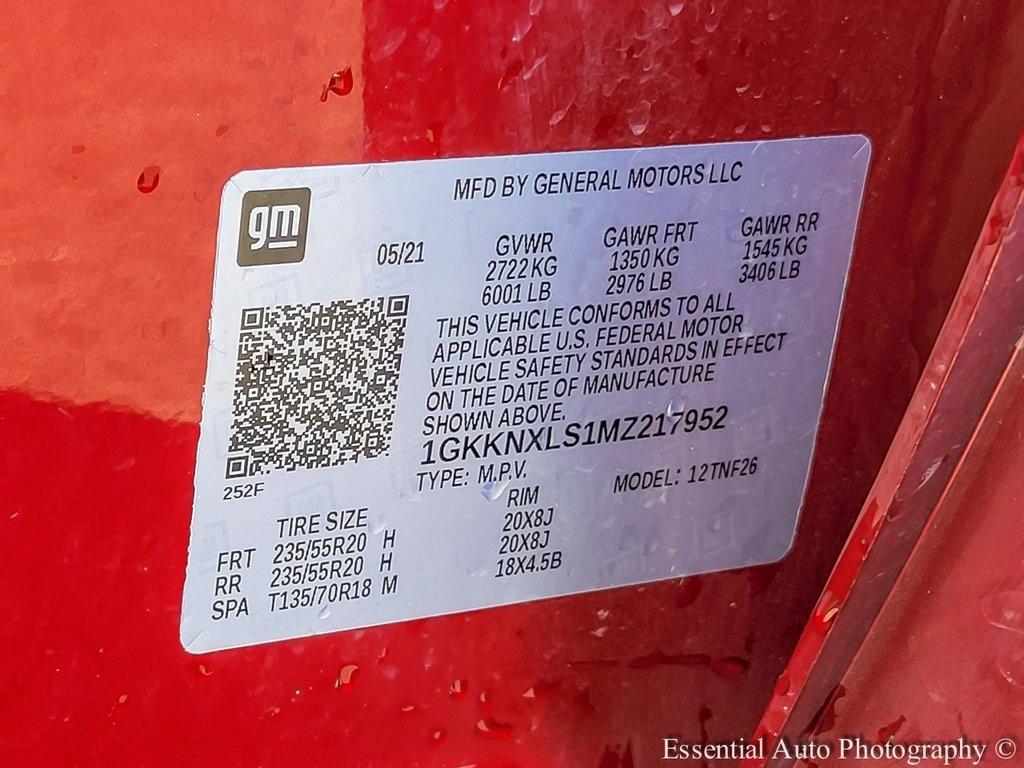 gm
MFD BY GENERAL MOTORS LLC
05/21
GVWR
2722 KG
6001 LB
GAWR FRT
1350 KG
2976 LB
GAWR RR
1545 KG
3406 LB
THIS VEHICLE CONFORMS TO ALL
APPLICABLE U.S. FEDERAL MOTOR
VEHICLE SAFETY STANDARDS IN EFFECT
ON THE DATE OF MANUFACTURE
SHOWN ABOVE.
1GKKNXLS1MZ217952
TYPE: M.P.V. MODEL: 12TNF26
252F
TIRE SIZE RIM
FRT 235/55R20 H 20X8J
RR 235/55R20 H 20X8J
SPA T135/70R18 M 18X4.5B
Essential Auto Photography ©